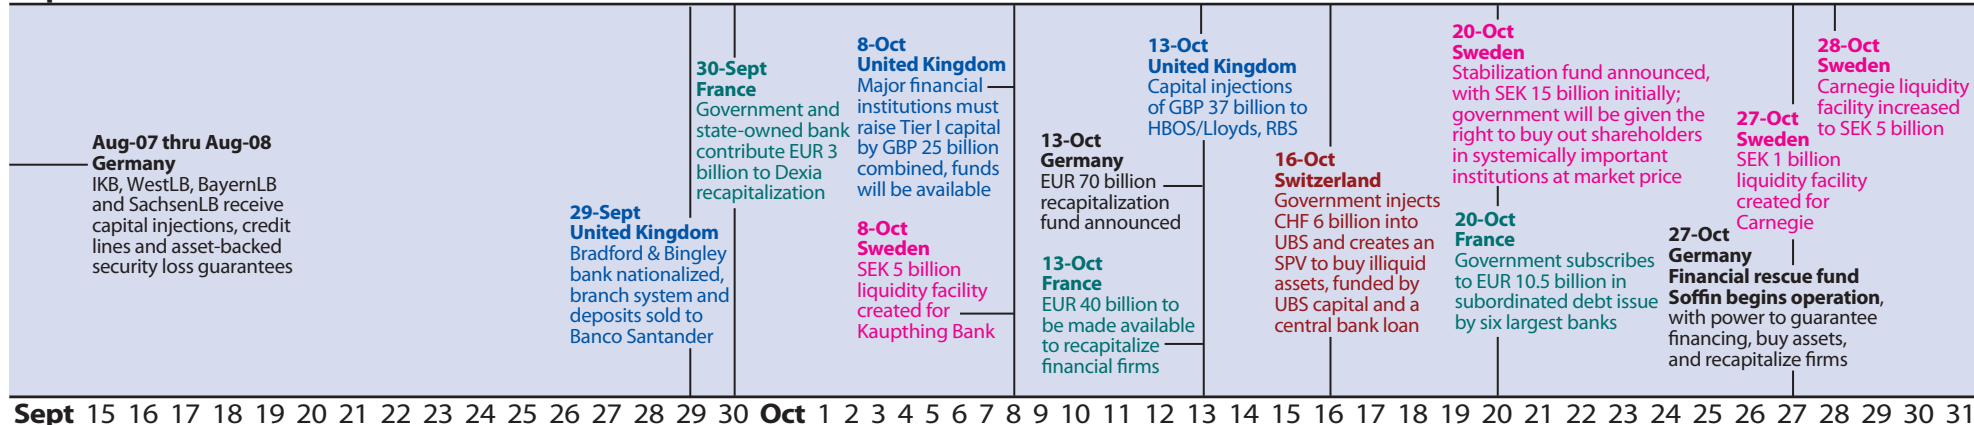 Aug-07 thru Aug-08
Germany
IKB, WestLB, BayernLB
and SachsenLB receive
capital injections, credit
lines and asset-backed
security loss guarantees
29-Sept
United Kingdom
Bradford & Bingley
bank nationalized,
branch system and
deposits sold to
Banco Santander
30-Sept
France
Government and
state-owned bank
contribute EUR 3
billion to Dexia
recapitalization
8-Oct
United Kingdom
Major financial
institutions must
raise Tier I capital
by GBP 25 billion
combined, funds
will be available
8-Oct
Sweden
SEK 5 billion
liquidity facility
created for
Kaupthing Bank
13-Oct
Germany
EUR 70 billion
recapitalization
fund announced
13-Oct
France
EUR 40 billion to
be made available
to recapitalize
financial firms
13-Oct
United Kingdom
Capital injections
of GBP 37 billion to
HBOS/Lloyds, RBS
16-Oct
Switzerland
Government injects
CHF 6 billion into
UBS and creates an
SPV to buy illiquid
assets, funded by
UBS capital and a
central bank loan
20-Oct
Sweden
Stabilization fund announced,
with SEK 15 billion initially;
government will be given the
right to buy out shareholders
in systemically important
institutions at market price
20-Oct
France
Government subscribes
to EUR 10.5 billion in
subordinated debt issue
by six largest banks
27-Oct
Sweden
SEK 1 billion
liquidity facility
created for
Carnegie
27-Oct
Germany
Financial rescue fund
Soffin begins operation,
with power to guarantee
financing, buy assets,
and recapitalize firms
28-Oct
Sweden
Carnegie liquidity
facility increased
to SEK 5 billion
Sept 15 16 17 18 19 20 21 22 23 24 25 26 27 28 29 30 Oct 1 2 3 4 5 6 7 8 9 10 11 12 13 14 15 16 17 18 19 20 21 22 23 24 25 26 27 28 29 30 31